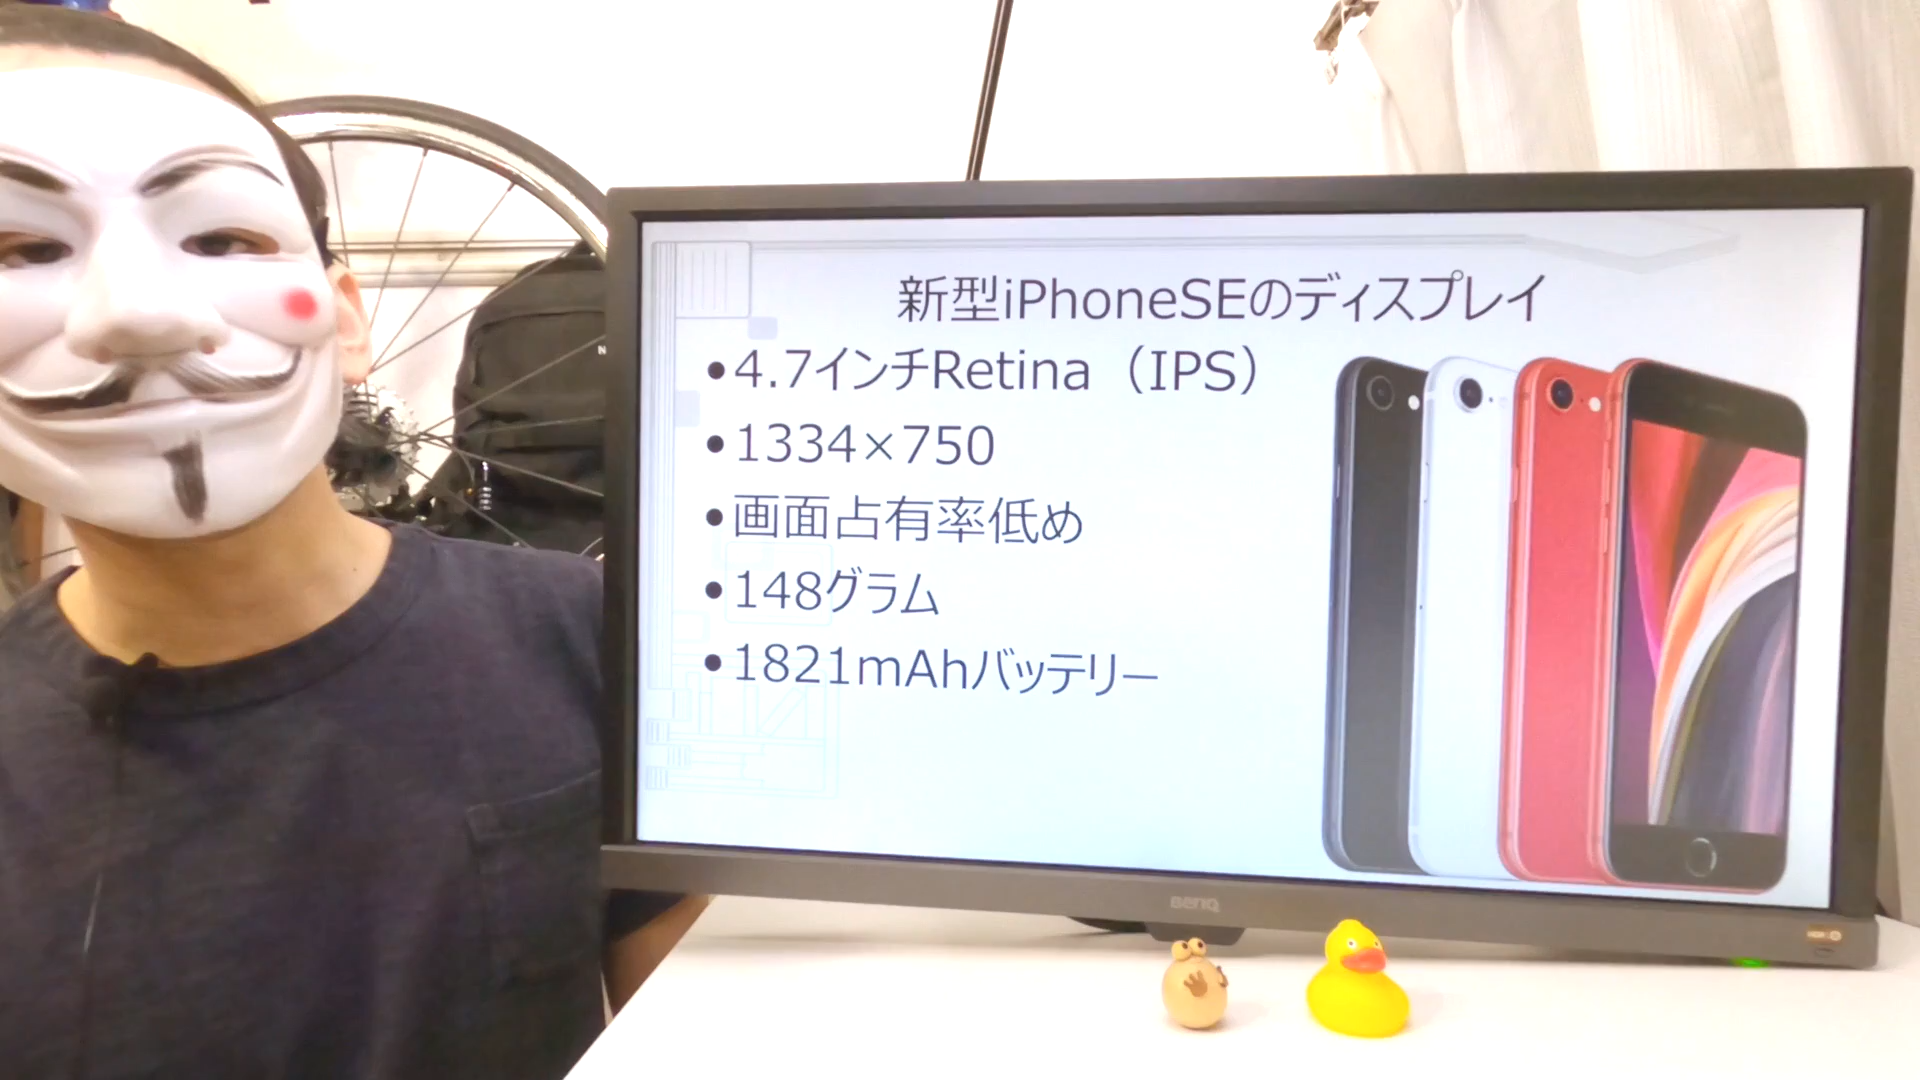 新型iPhoneSEのディスプレイ
•4.7インチRetina（IPS）
•1334×750
•画面占有率低め
•148グラム
•1821mAhバッテリー
BenQ